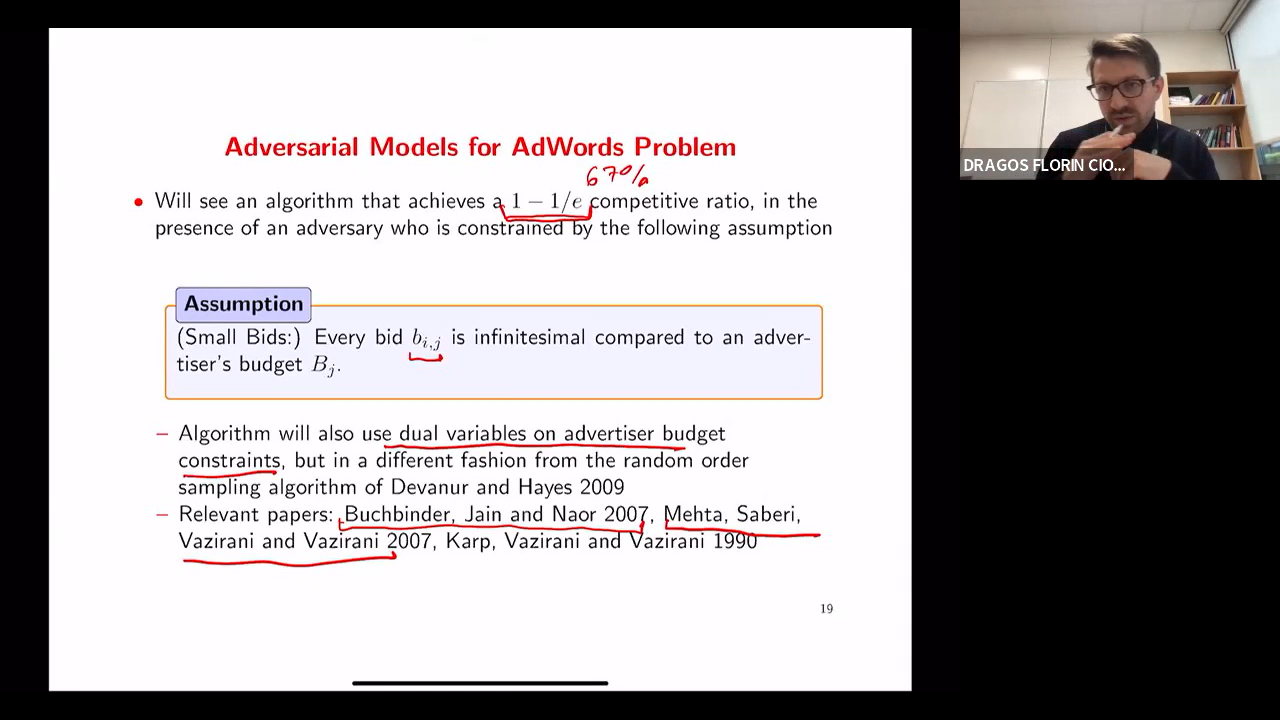 Adversarial Models for AdWords Problem
67%
• Will see an algorithm that achieves a 1 − 1/e competitive ratio, in the
presence of an adversary who is constrained by the following assumption
Assumption
(Small Bids:) Every bid b_{i,j} is infinitesimal compared to an adver-
tiser's budget B_j.
– Algorithm will also use dual variables on advertiser budget
constraints, but in a different fashion from the random order
sampling algorithm of Devanur and Hayes 2009
– Relevant papers: Buchbinder, Jain and Naor 2007, Mehta, Saberi,
Vazirani and Vazirani 2007, Karp, Vazirani and Vazirani 1990
19
DRAGOS FLORIN CIO...